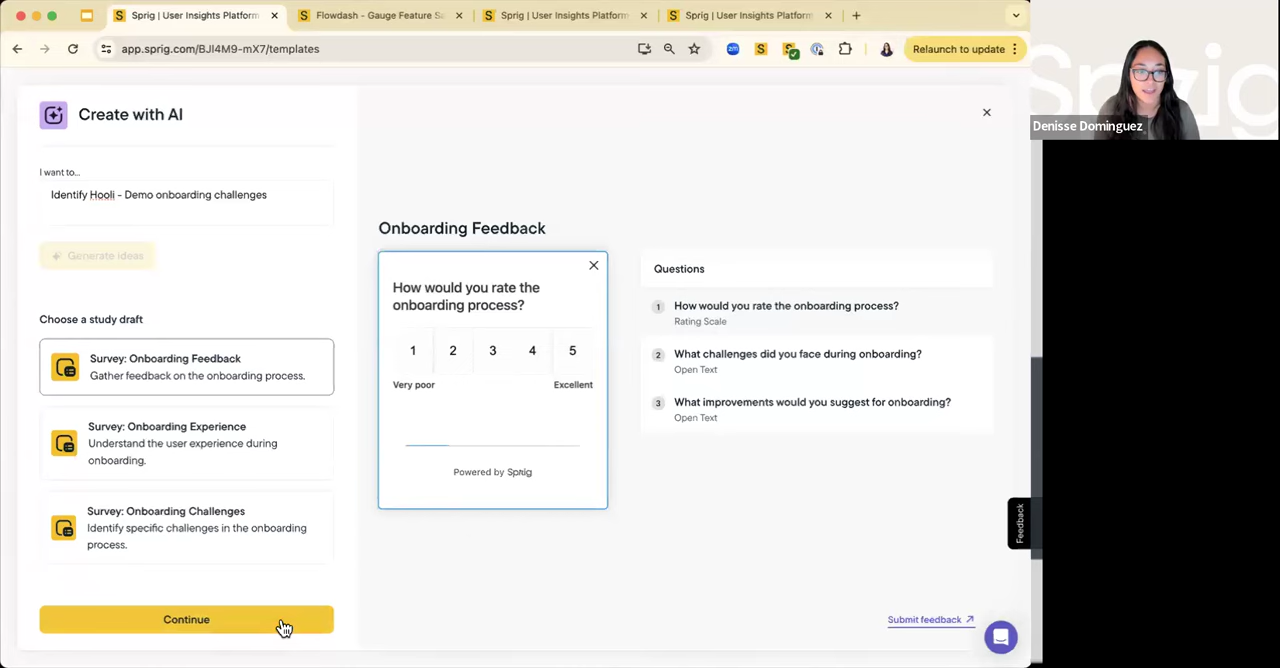 Sprig | User Insights Platform
Flowdash - Gauge Feature Sa
Sprig | User Insights Platform
Sprig | User Insights Platform
app.sprig.com/BJl4M9-mX7/templates
zm
S
Relaunch to update
Sprig
Denisse Dominguez
Create with AI
I want to...
Identify Hooli - Demo onboarding challenges
Generate ideas
Choose a study draft
Survey: Onboarding Feedback
Gather feedback on the onboarding process.
Survey: Onboarding Experience
Understand the user experience during
onboarding.
Survey: Onboarding Challenges
Identify specific challenges in the onboarding
process.
Continue
Onboarding Feedback
How would you rate the
onboarding process?
1 2 3 4 5
Very poor Excellent
Powered by Sprig
Questions
1 How would you rate the onboarding process?
Rating Scale
2 What challenges did you face during onboarding?
Open Text
3 What improvements would you suggest for onboarding?
Open Text
Feedback
Submit feedback